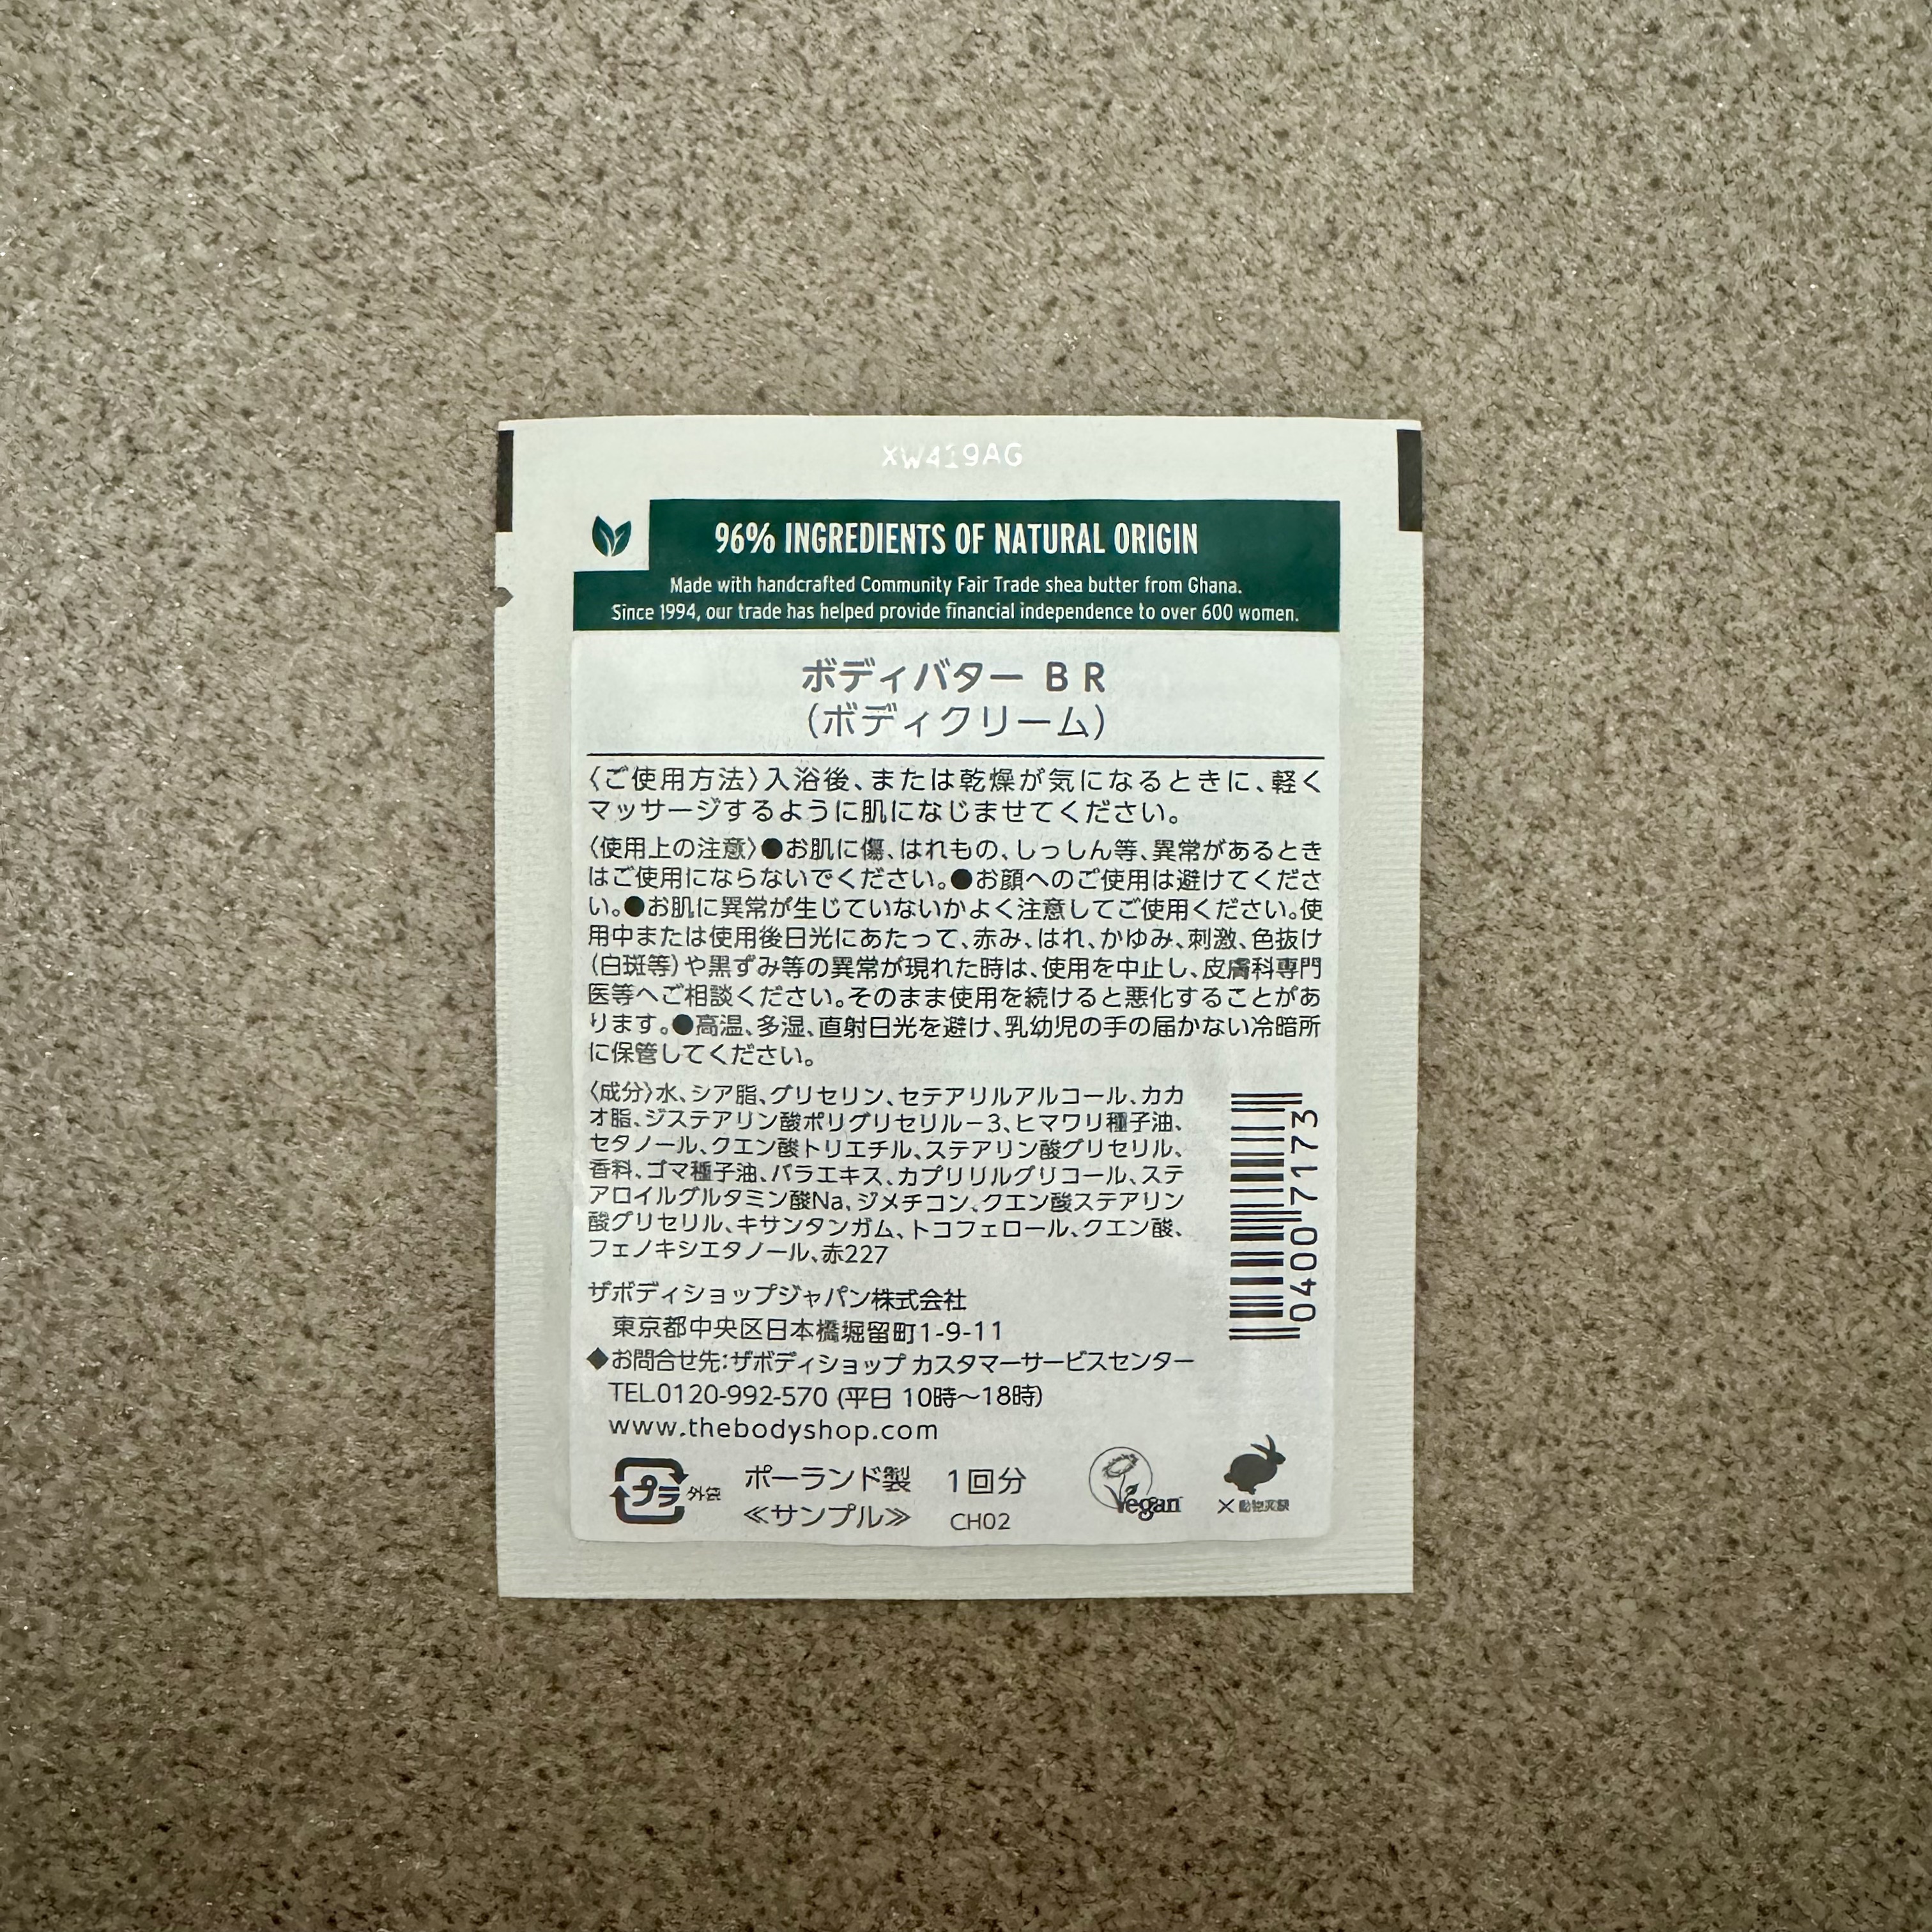 XW419AG
96% INGREDIENTS OF NATURAL ORIGIN
Made with handcrafted Community Fair Trade shea butter from Ghana.
Since 1994, our trade has helped provide financial independence to over 600 women.
ボディバター BR
(ボディクリーム)
〈ご使用方法〉入浴後、または乾燥が気になるときに、軽く
マッサージするように肌になじませてください。
〈使用上の注意〉●お肌に傷、はれもの、しっしん等、異常があるとき
はご使用にならないでください。●お顔へのご使用は避けてくださ
い。●お肌に異常が生じていないかよく注意してご使用ください。使
用中または使用後日光にあたって、赤み、はれ、かゆみ、刺激、色抜け
(白斑等)や黒ずみ等の異常が現れた時は、使用を中止し、皮膚科専門
医等へご相談ください。そのまま使用を続けると悪化することがあ
ります。●高温、多湿、直射日光を避け、乳幼児の手の届かない冷暗所
に保管してください。
〈成分〉水、シア脂、グリセリン、セテアリルアルコール、カカ
オ脂、ジステアリン酸ポリグリセリル-3、ヒマワリ種子油、
セタノール、クエン酸トリエチル、ステアリン酸グリセリル、
香料、ゴマ種子油、バラエキス、カプリリルグリコール、ステ
アロイルグルタミン酸Na、ジメチコン、クエン酸ステアリン
酸グリセリル、キサンタンガム、トコフェロール、クエン酸、
フェノキシエタノール、赤227
04007173
ザボディショップジャパン株式会社
東京都中央区日本橋堀留町1-9-11
◆お問合せ先:ザボディショップ カスタマーサービスセンター
TEL.0120-992-570 (平日 10時〜18時)
www.thebodyshop.com
プラ 外袋
ポーランド製 1回分
≪サンプル≫ CH02
Vegan
×動物実験